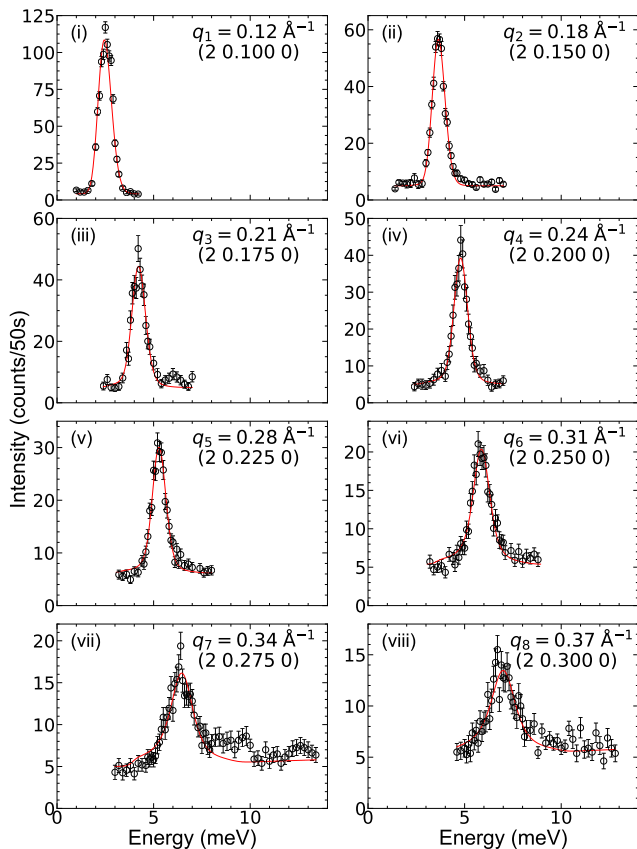 Intensity (counts/50s)
(i) q₁ = 0.12 Å⁻¹
(2 0.100 0)
125
100
75
50
25
0
(ii) q₂ = 0.18 Å⁻¹
(2 0.150 0)
60
40
20
0
(iii) q₃ = 0.21 Å⁻¹
(2 0.175 0)
60
40
20
0
(iv) q₄ = 0.24 Å⁻¹
(2 0.200 0)
50
40
30
20
10
0
(v) q₅ = 0.28 Å⁻¹
(2 0.225 0)
30
20
10
0
(vi) q₆ = 0.31 Å⁻¹
(2 0.250 0)
20
15
10
5
0
(vii) q₇ = 0.34 Å⁻¹
(2 0.275 0)
20
15
10
5
0
0 5 10
Energy (meV)
(viii) q₈ = 0.37 Å⁻¹
(2 0.300 0)
15
10
5
0
0 5 10
Energy (meV)